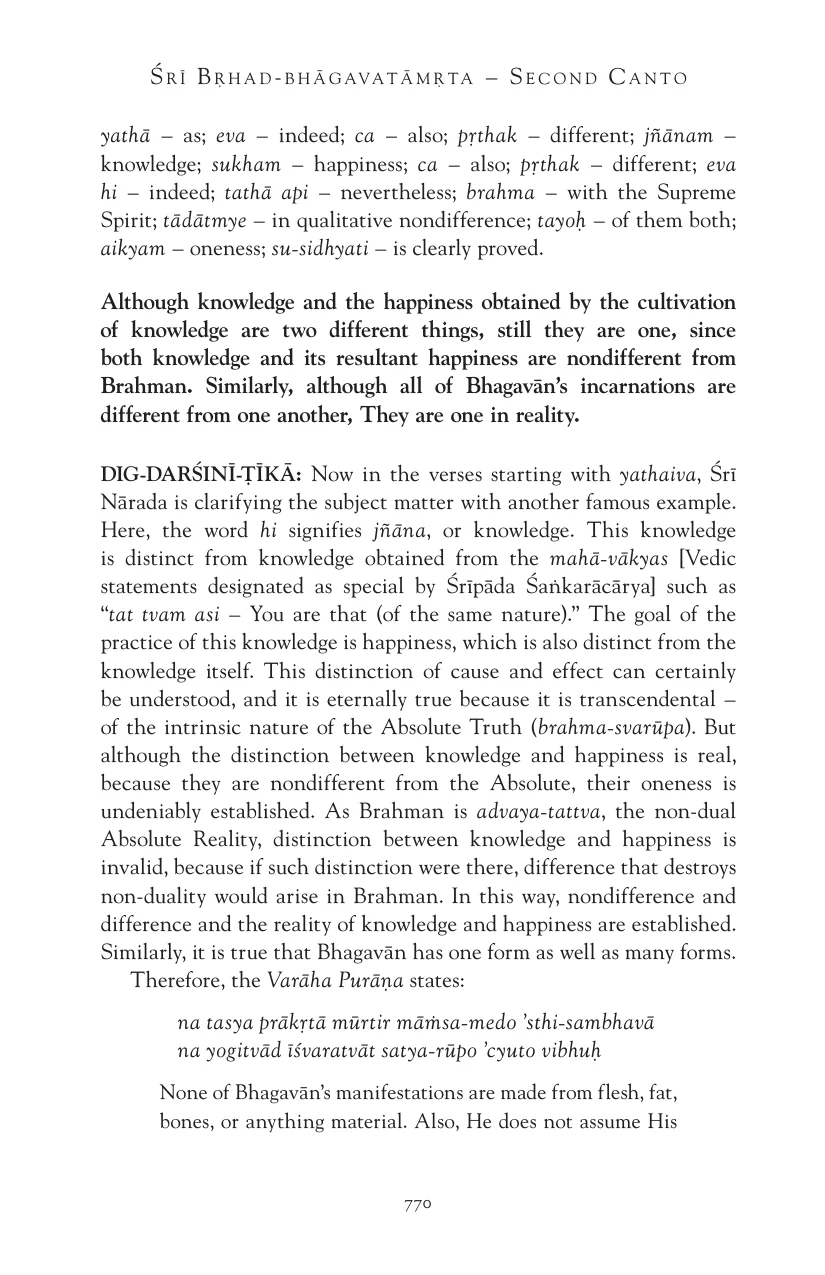 Śrī Bṛhad-bhāgavatāmṛta – Second Canto
yathā – as; eva – indeed; ca – also; pṛthak – different; jñānam –
knowledge; sukham – happiness; ca – also; pṛthak – different; eva
hi – indeed; tathā api – nevertheless; brahma – with the Supreme
Spirit; tādātmye – in qualitative nondifference; tayoḥ – of them both;
aikyam – oneness; su-sidhyati – is clearly proved.
Although knowledge and the happiness obtained by the cultivation
of knowledge are two different things, still they are one, since
both knowledge and its resultant happiness are nondifferent from
Brahman. Similarly, although all of Bhagavān’s incarnations are
different from one another, They are one in reality.
DIG-DARŚINĪ-ṬĪKĀ: Now in the verses starting with yathaiva, Śrī
Nārada is clarifying the subject matter with another famous example.
Here, the word hi signifies jñāna, or knowledge. This knowledge
is distinct from knowledge obtained from the mahā-vākyas [Vedic
statements designated as special by Śrīpāda Śaṅkarācārya] such as
“tat tvam asi – You are that (of the same nature).” The goal of the
practice of this knowledge is happiness, which is also distinct from the
knowledge itself. This distinction of cause and effect can certainly
be understood, and it is eternally true because it is transcendental –
of the intrinsic nature of the Absolute Truth (brahma-svarūpa). But
although the distinction between knowledge and happiness is real,
because they are nondifferent from the Absolute, their oneness is
undeniably established. As Brahman is advaya-tattva, the non-dual
Absolute Reality, distinction between knowledge and happiness is
invalid, because if such distinction were there, difference that destroys
non-duality would arise in Brahman. In this way, nondifference and
difference and the reality of knowledge and happiness are established.
Similarly, it is true that Bhagavān has one form as well as many forms.
Therefore, the Varāha Purāṇa states:
na tasya prākṛtā mūrtir māṁsa-medo ’sthi-sambhavā
na yogitvād īśvaratvāt satya-rūpo ’cyuto vibhuḥ
None of Bhagavān’s manifestations are made from flesh, fat,
bones, or anything material. Also, He does not assume His
770